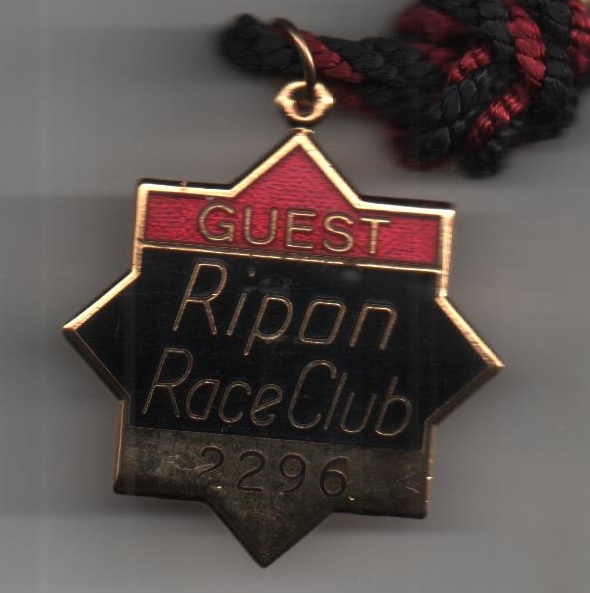 GUEST
Ripon
Race Club
2296